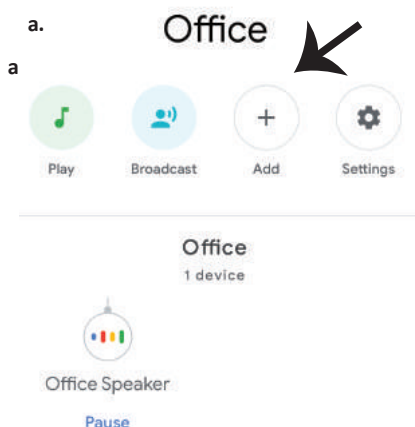 a. Office
a
Play Broadcast Add Settings
Office
1 device
Office Speaker
Pause